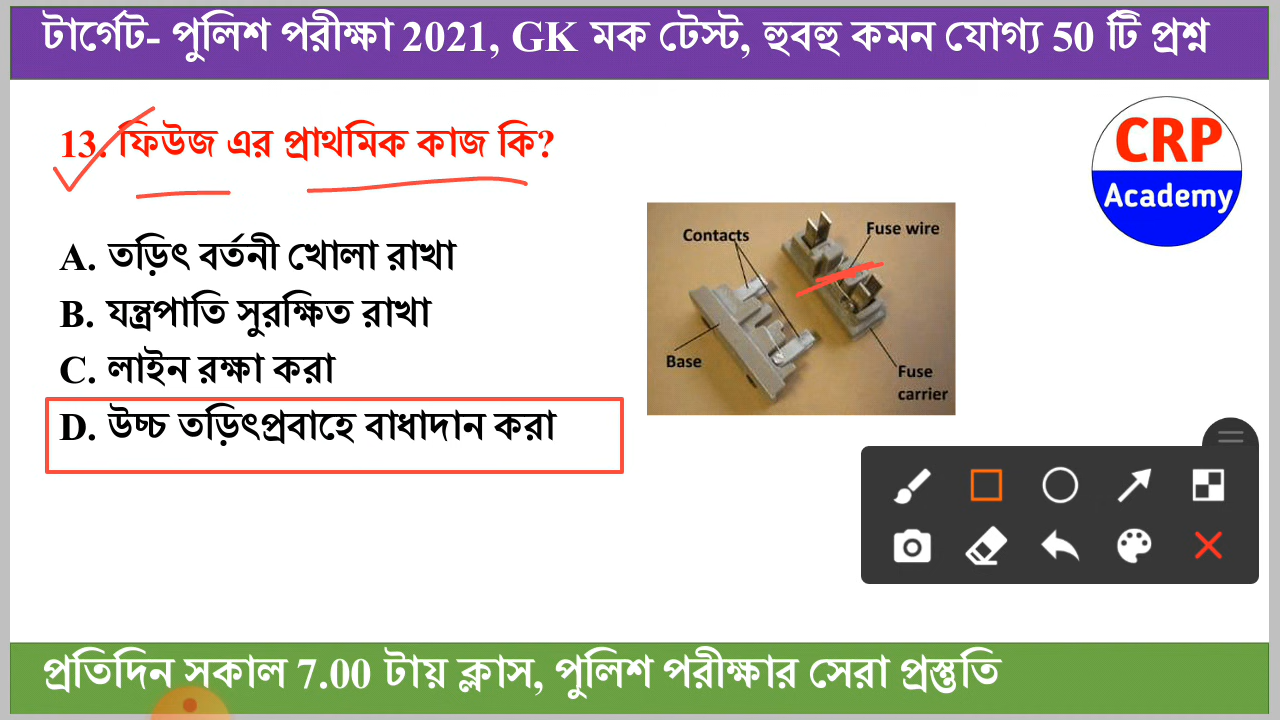 টার্গেট- পুলিশ পরীক্ষা 2021, GK মক টেস্ট, হুবহু কমন যোগ্য 50 টি প্রশ্ন
CRP
Academy
13. ফিউজ এর প্রাথমিক কাজ কি?
A. তড়িৎ বর্তনী খোলা রাখা
B. যন্ত্রপাতি সুরক্ষিত রাখা
C. লাইন রক্ষা করা
D. উচ্চ তড়িৎপ্রবাহে বাধাদান করা
Contacts
Fuse wire
Base
Fuse
carrier
প্রতিদিন সকাল 7.00 টায় ক্লাস, পুলিশ পরীক্ষার সেরা প্রস্তুতি